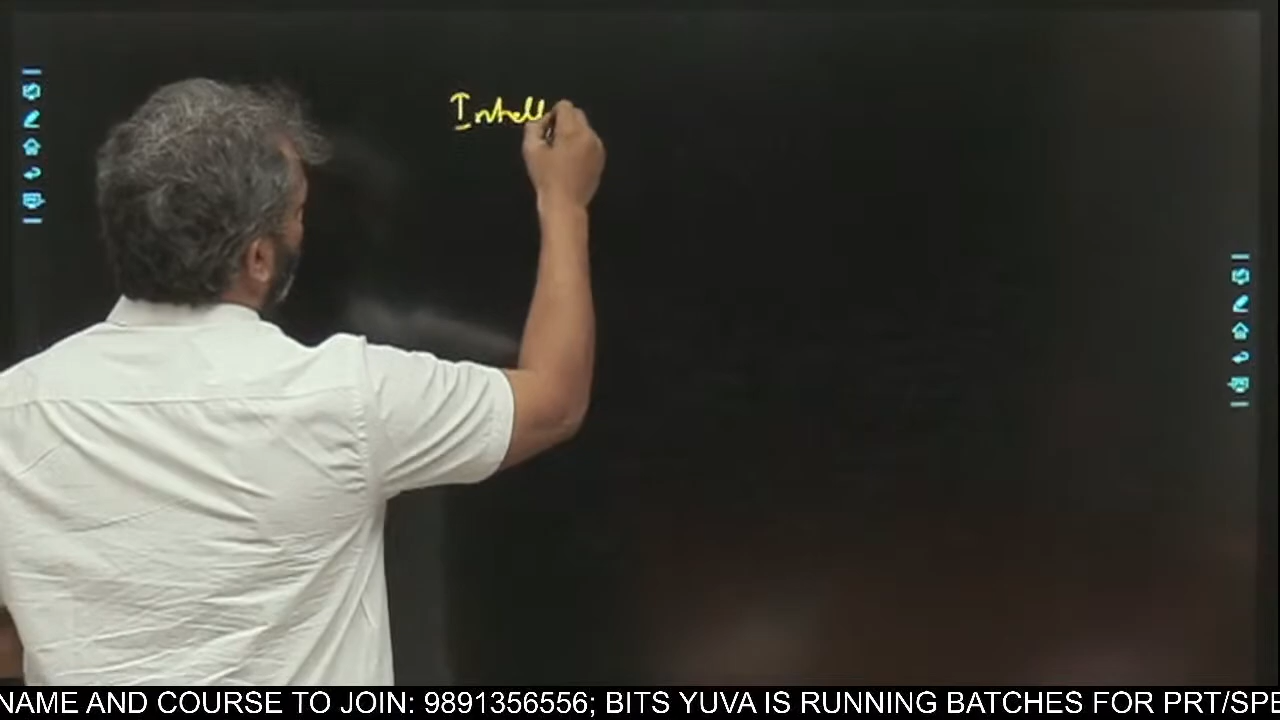 Intell
NAME AND COURSE TO JOIN: 9891356556; BITS YUVA IS RUNNING BATCHES FOR PRT/SPE